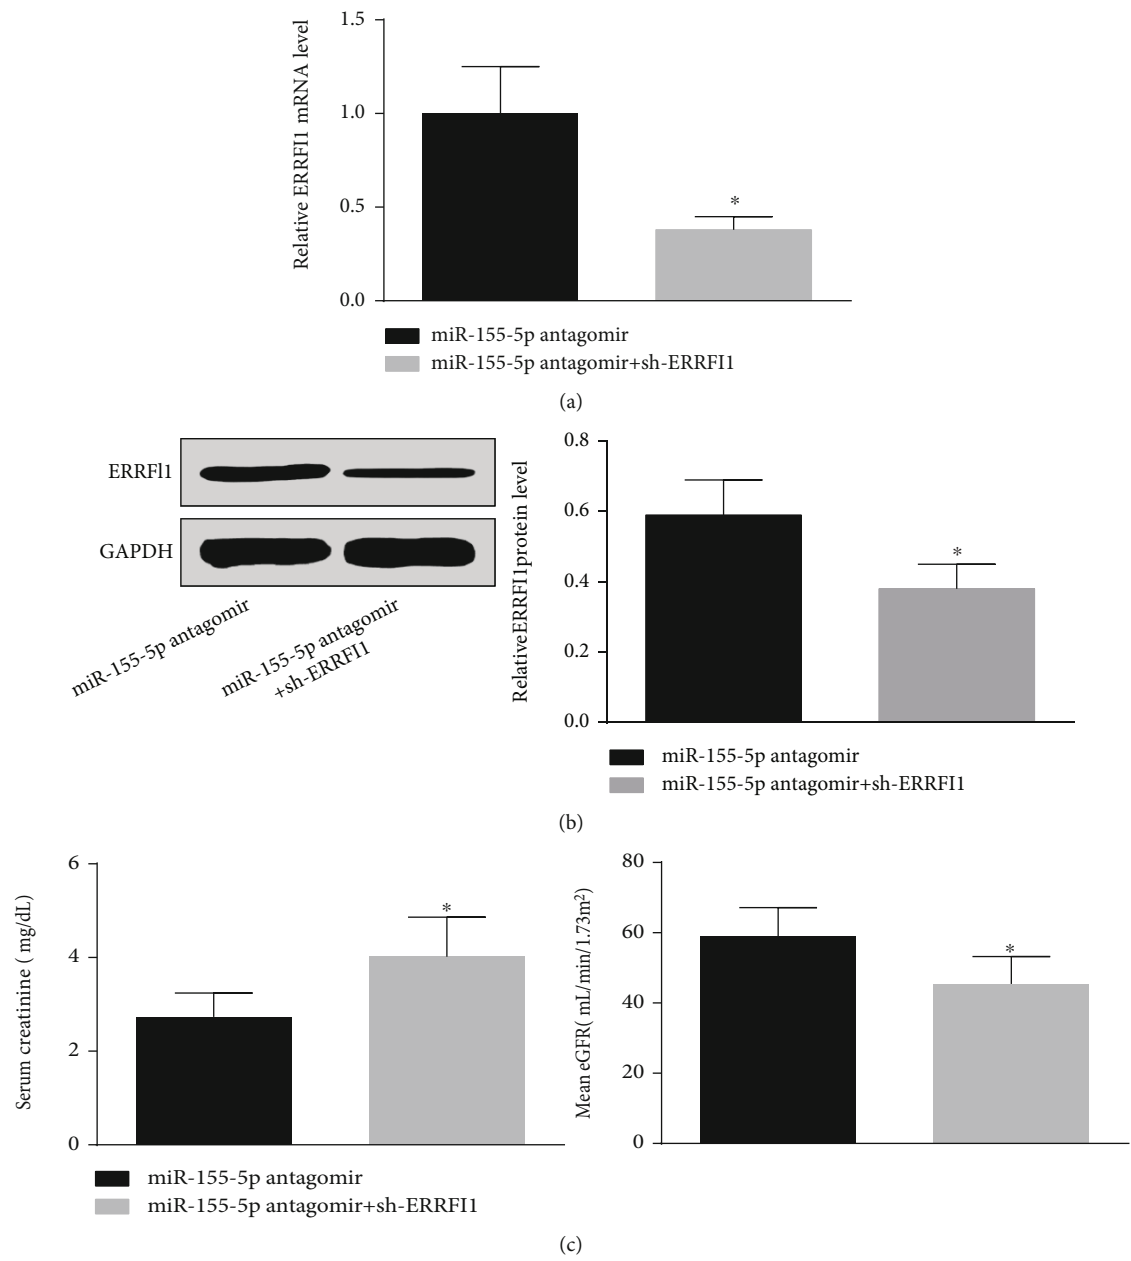 Relative ERRFI1 mRNA level
1.5
1.0
0.5
0.0
*
miR-155-5p antagomir
miR-155-5p antagomir+sh-ERRFI1
(a)
ERRFl1
GAPDH
miR-155-5p antagomir
miR-155-5p antagomir
+sh-ERRFI1
RelativeERRFI1protein level
0.8
0.6
0.4
0.2
0.0
*
miR-155-5p antagomir
miR-155-5p antagomir+sh-ERRFI1
(b)
Serum creatinine ( mg/dL)
6
4
2
0
*
miR-155-5p antagomir
miR-155-5p antagomir+sh-ERRFI1
Mean eGFR( mL/min/1.73m²)
80
60
40
20
0
*
(c)